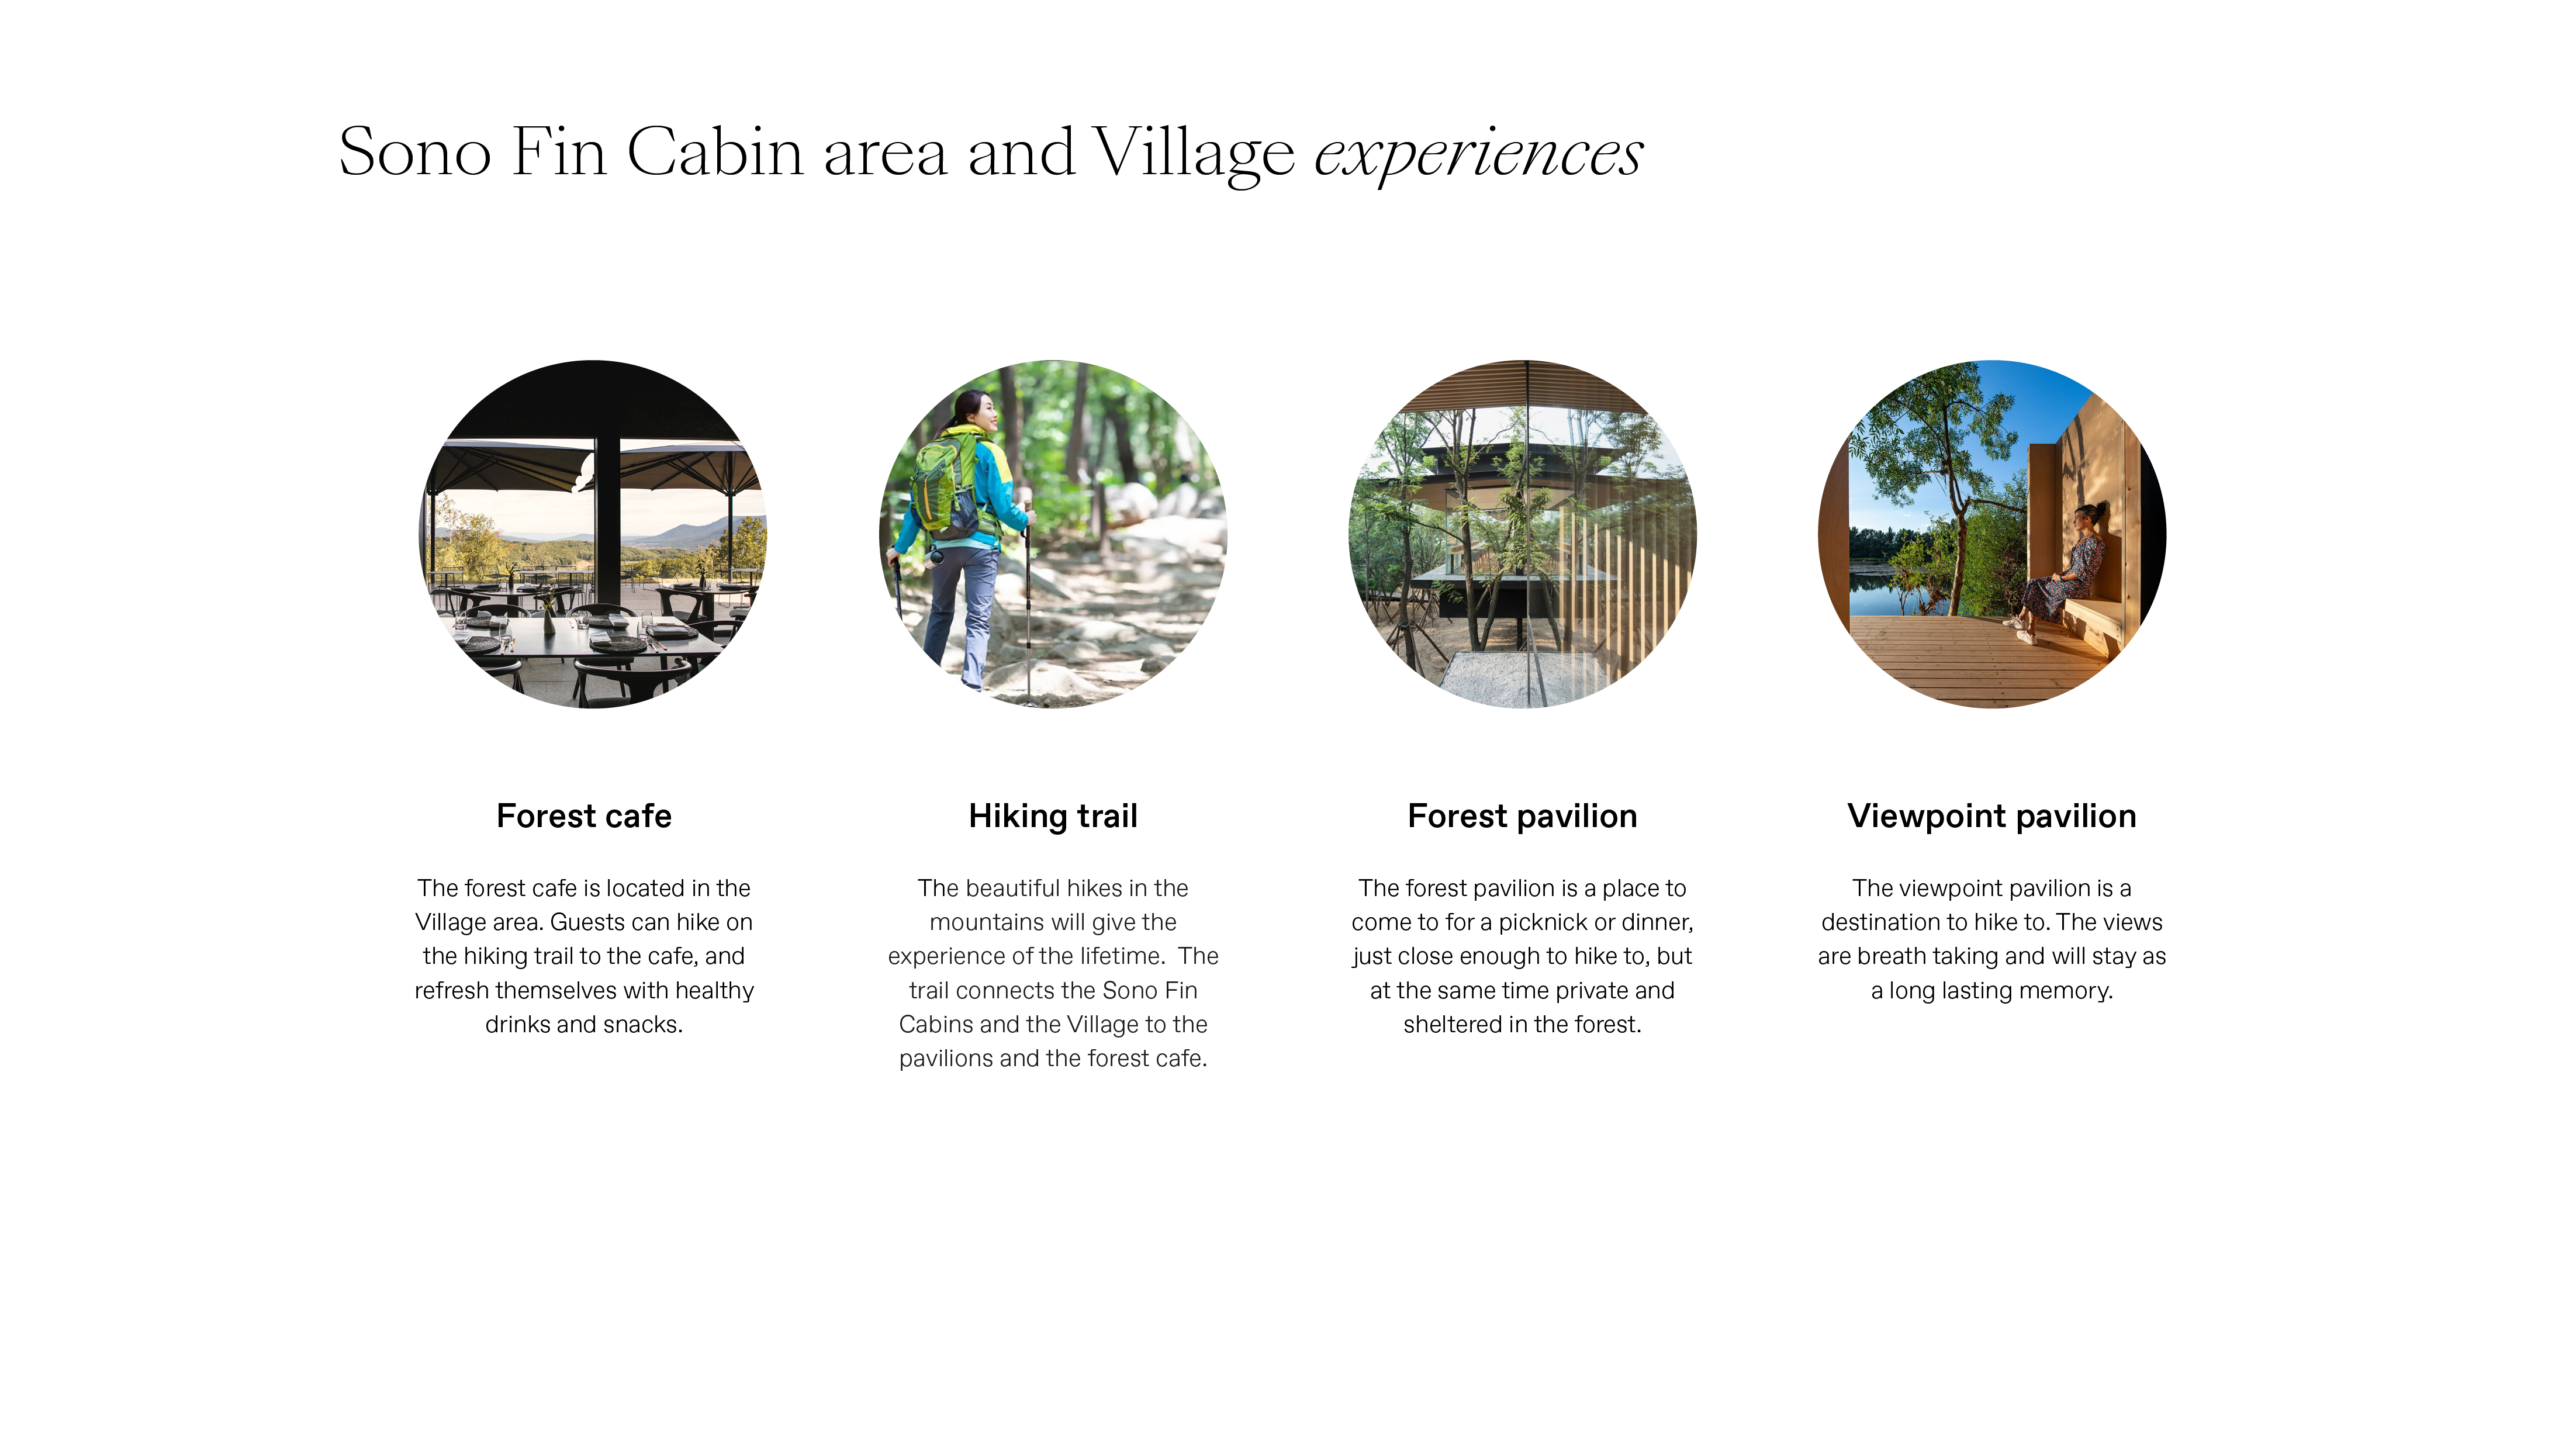 Sono Fin Cabin area and Village experiences
Forest cafe
The forest cafe is located in the
Village area. Guests can hike on
the hiking trail to the cafe, and
refresh themselves with healthy
drinks and snacks.
Hiking trail
The beautiful hikes in the
mountains will give the
experience of the lifetime.  The
trail connects the Sono Fin
Cabins and the Village to the
pavilions and the forest cafe.
Forest pavilion
The forest pavilion is a place to
come to for a picknick or dinner,
just close enough to hike to, but
at the same time private and
sheltered in the forest.
Viewpoint pavilion
The viewpoint pavilion is a
destination to hike to. The views
are breath taking and will stay as
a long lasting memory.